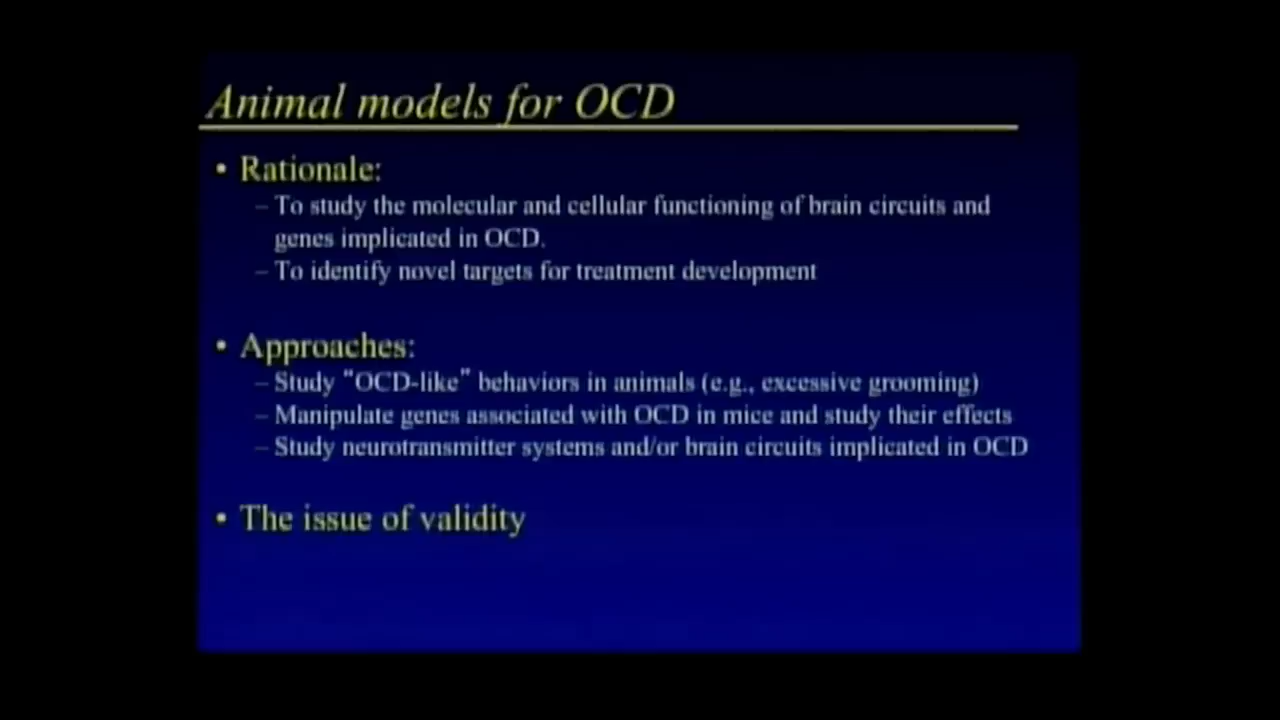 Animal models for OCD
• Rationale:
– To study the molecular and cellular functioning of brain circuits and
genes implicated in OCD.
– To identify novel targets for treatment development
• Approaches:
– Study “OCD-like” behaviors in animals (e.g., excessive grooming)
– Manipulate genes associated with OCD in mice and study their effects
– Study neurotransmitter systems and/or brain circuits implicated in OCD
• The issue of validity